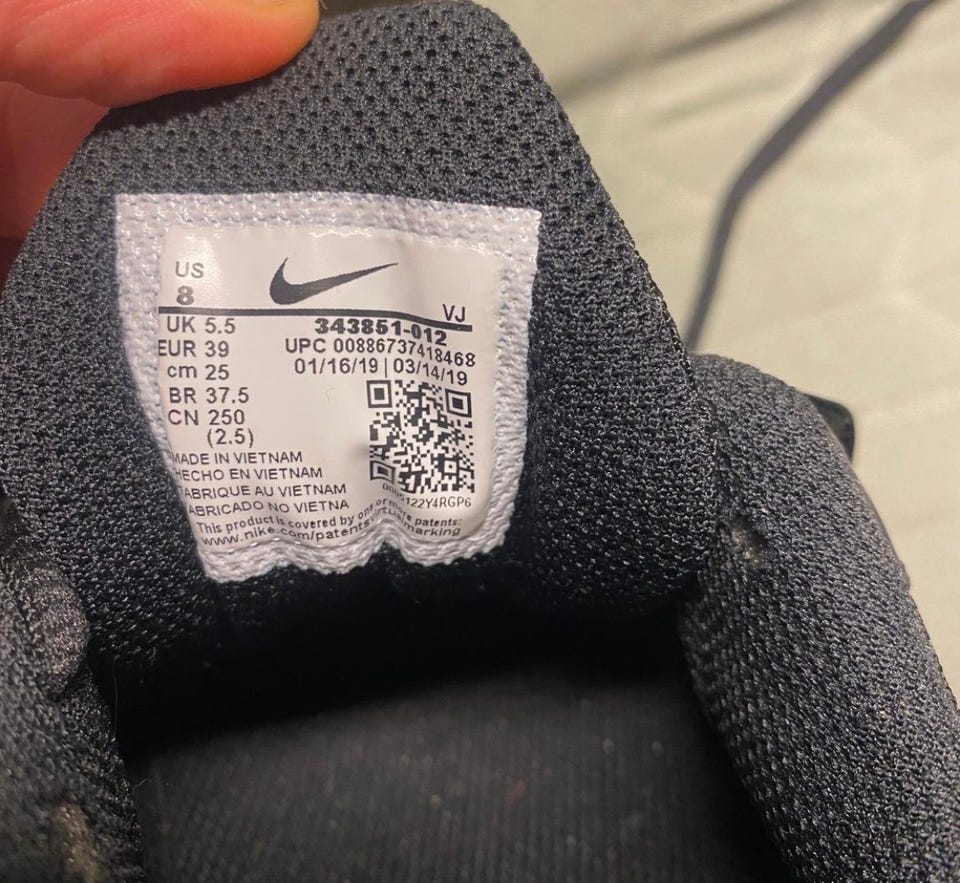 US
8
VJ
UK 5.5
343851-012
EUR 39
UPC 00886737418468
cm 25
01/16/19 | 03/14/19
BR 37.5
CN 250
(2.5)
MADE IN VIETNAM
HECHO EN VIETNAM
FABRIQUE AU VIETNAM
FABRICADO NO VIETNA
This product is covered by one or more patents:
www.nike.com/patentsvirtualmarking